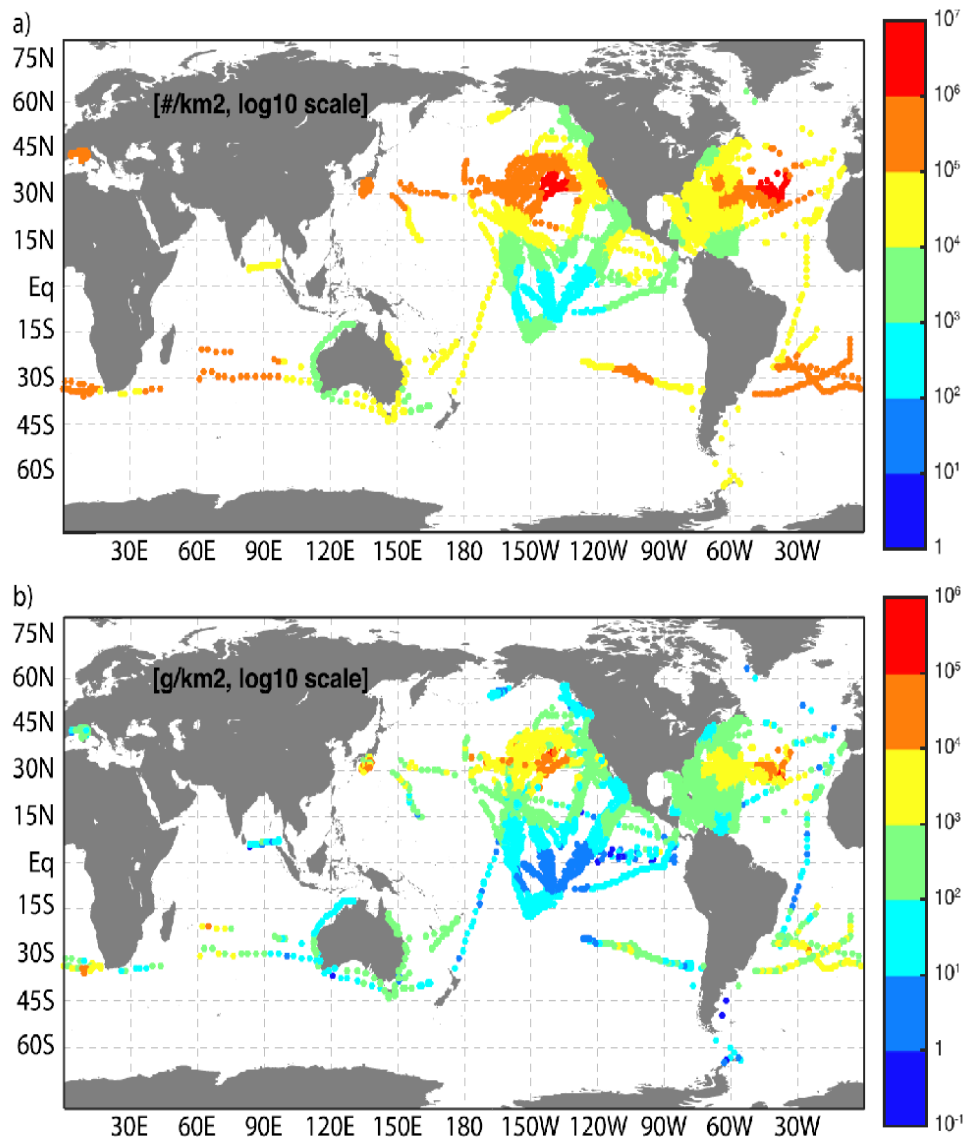 a)
75N
60N
45N
30N
15N
Eq
15S
30S
45S
60S
[#/km2, log10 scale]
30E 60E 90E 120E 150E 180 150W 120W 90W 60W 30W
10⁷
10⁶
10⁵
10⁴
10³
10²
10¹
1
b)
75N
60N
45N
30N
15N
Eq
15S
30S
45S
60S
[g/km2, log10 scale]
30E 60E 90E 120E 150E 180 150W 120W 90W 60W 30W
10⁶
10⁵
10⁴
10³
10²
10¹
1
10⁻¹